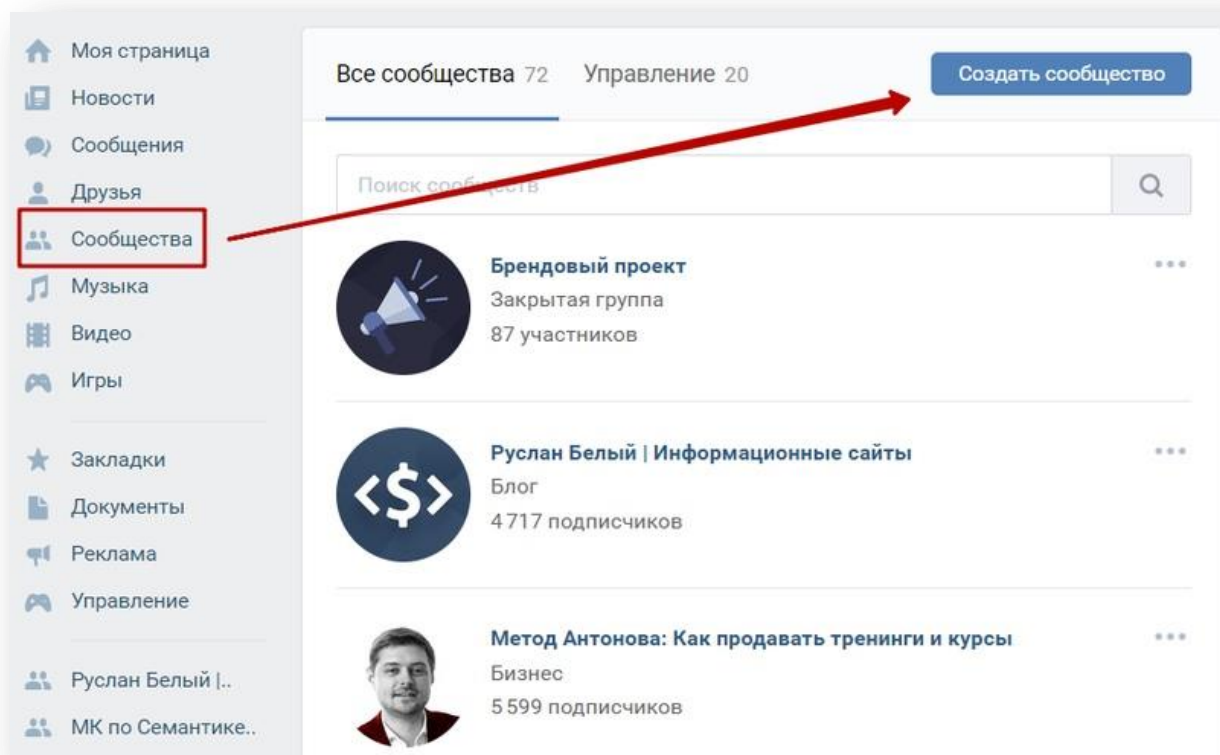 Моя страница
Новости
Сообщения
Друзья
Сообщества
Музыка
Видео
Игры
Закладки
Документы
Реклама
Управление
Руслан Белый |..
МК по Семантике..
Все сообщества 72 Управление 20 Создать сообщество
Поиск сообществ
Брендовый проект
Закрытая группа
87 участников
<$>
Руслан Белый | Информационные сайты
Блог
4 717 подписчиков
Метод Антонова: Как продавать тренинги и курсы
Бизнес
5 599 подписчиков